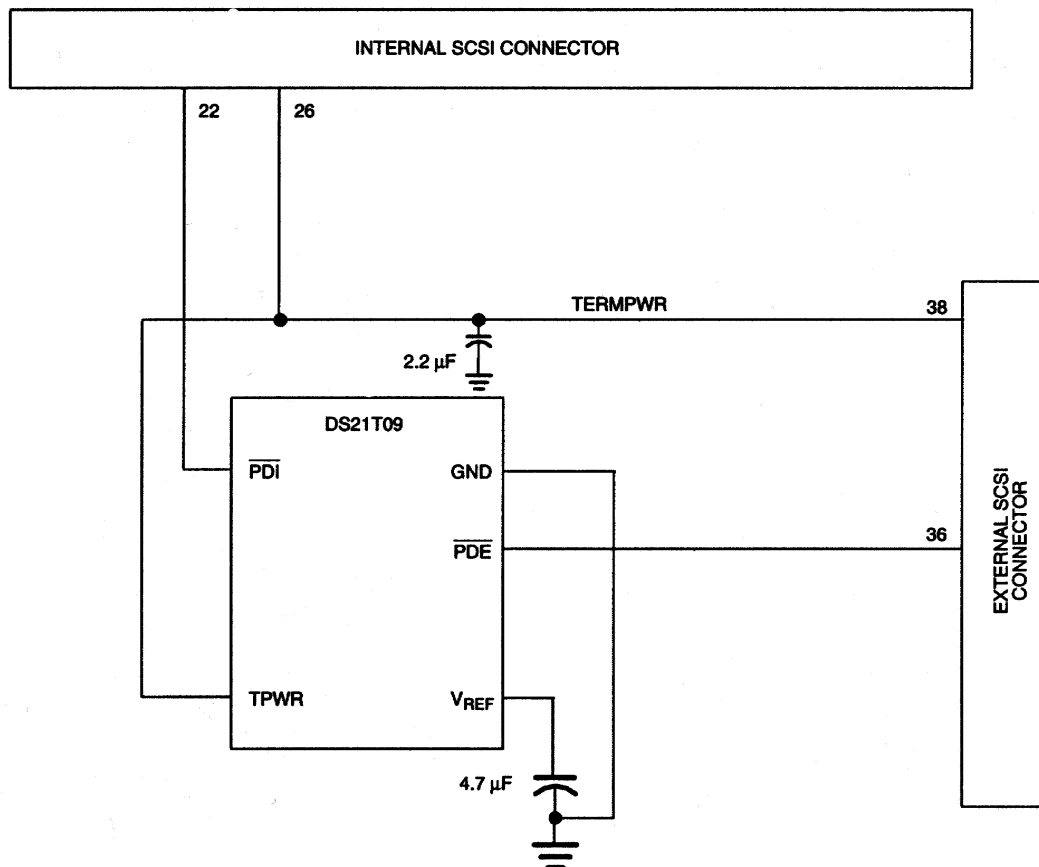 INTERNAL SCSI CONNECTOR
22
26
TERMPWR
38
2.2 µF
DS21T09
PDI
GND
36
PDE
EXTERNAL SCSI
CONNECTOR
TPWR
VREF
4.7 µF